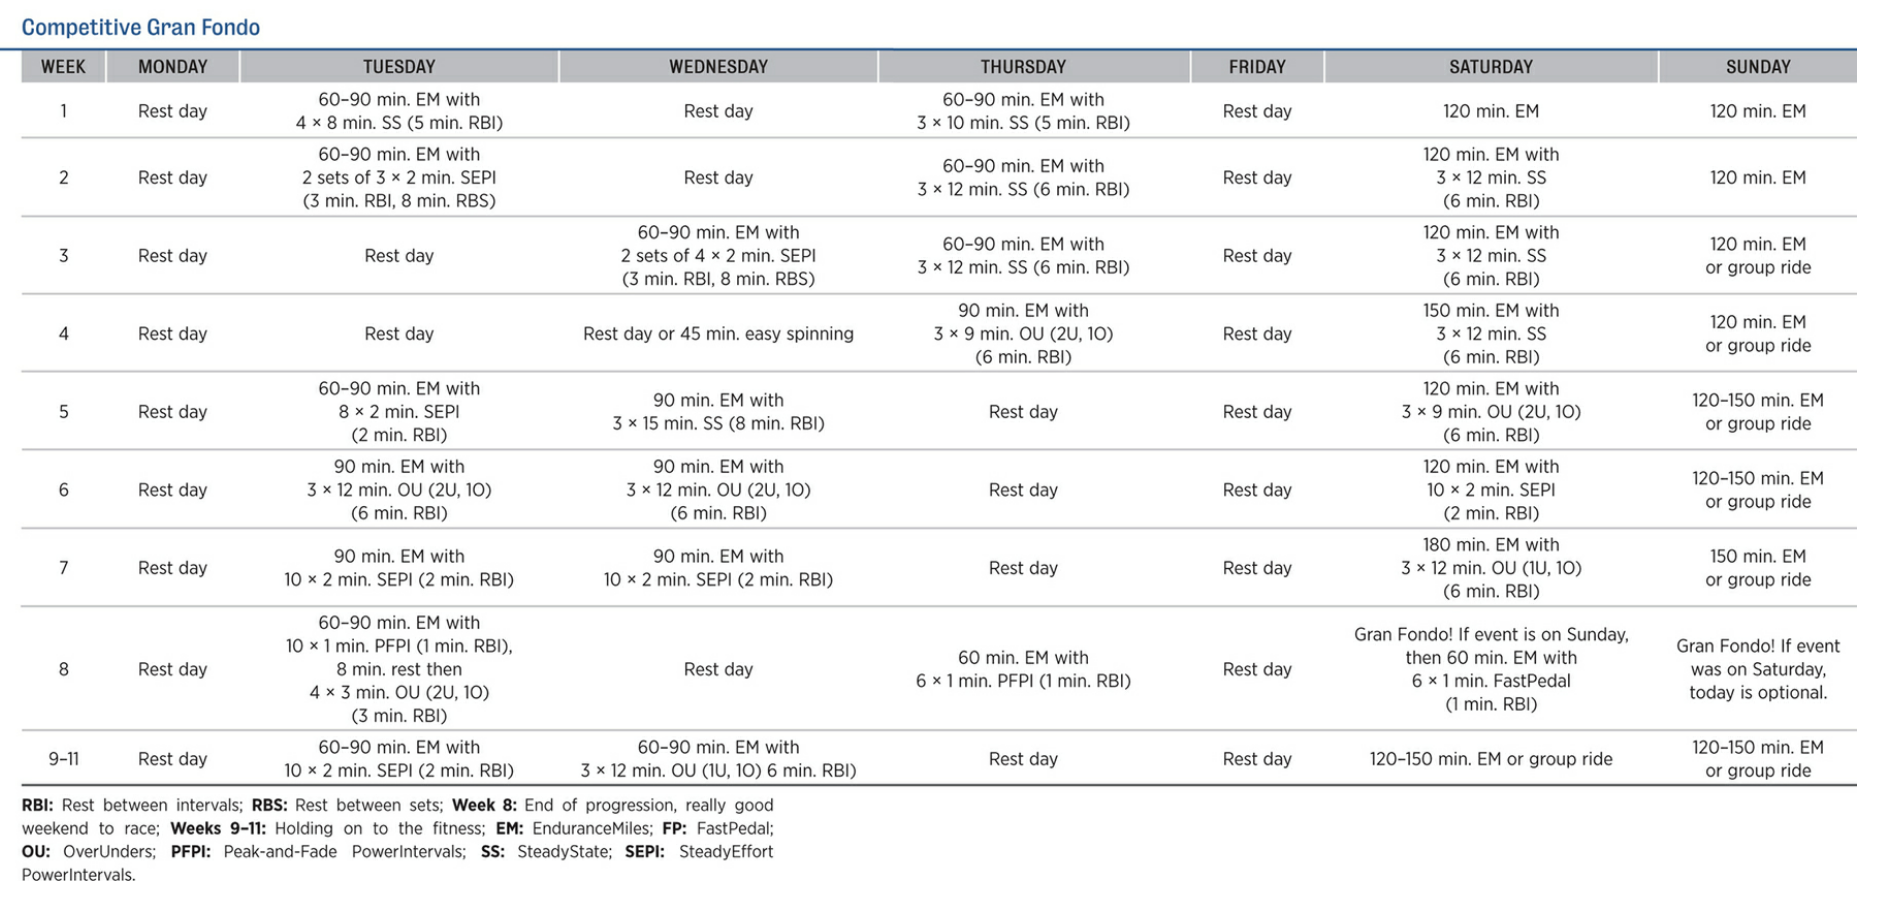 Competitive Gran Fondo
WEEK MONDAY TUESDAY WEDNESDAY THURSDAY FRIDAY SATURDAY SUNDAY
1
Rest day
60–90 min. EM with
4 × 8 min. SS (5 min. RBI)
Rest day
60–90 min. EM with
3 × 10 min. SS (5 min. RBI)
Rest day
120 min. EM
120 min. EM
2
Rest day
60–90 min. EM with
2 sets of 3 × 2 min. SEPI
(3 min. RBI, 8 min. RBS)
Rest day
60–90 min. EM with
3 × 12 min. SS (6 min. RBI)
Rest day
120 min. EM with
3 × 12 min. SS
(6 min. RBI)
120 min. EM
3
Rest day
Rest day
60–90 min. EM with
2 sets of 4 × 2 min. SEPI
(3 min. RBI, 8 min. RBS)
60–90 min. EM with
3 × 12 min. SS (6 min. RBI)
Rest day
120 min. EM with
3 × 12 min. SS
(6 min. RBI)
120 min. EM
or group ride
4
Rest day
Rest day
Rest day or 45 min. easy spinning
90 min. EM with
3 × 9 min. OU (2U, 1O)
(6 min. RBI)
Rest day
150 min. EM with
3 × 12 min. SS
(6 min. RBI)
120 min. EM
or group ride
5
Rest day
60–90 min. EM with
8 × 2 min. SEPI
(2 min. RBI)
90 min. EM with
3 × 15 min. SS (8 min. RBI)
Rest day
Rest day
120 min. EM with
3 × 9 min. OU (2U, 1O)
(6 min. RBI)
120–150 min. EM
or group ride
6
Rest day
90 min. EM with
3 × 12 min. OU (2U, 1O)
(6 min. RBI)
90 min. EM with
3 × 12 min. OU (2U, 1O)
(6 min. RBI)
Rest day
Rest day
120 min. EM with
10 × 2 min. SEPI
(2 min. RBI)
120–150 min. EM
or group ride
7
Rest day
90 min. EM with
10 × 2 min. SEPI (2 min. RBI)
90 min. EM with
10 × 2 min. SEPI (2 min. RBI)
Rest day
Rest day
180 min. EM with
3 × 12 min. OU (1U, 1O)
(6 min. RBI)
150 min. EM
or group ride
8
Rest day
60–90 min. EM with
10 × 1 min. PFPI (1 min. RBI),
8 min. rest then
4 × 3 min. OU (2U, 1O)
(3 min. RBI)
Rest day
60 min. EM with
6 × 1 min. PFPI (1 min. RBI)
Rest day
Gran Fondo! If event is on Sunday,
then 60 min. EM with
6 × 1 min. FastPedal
(1 min. RBI)
Gran Fondo! If event
was on Saturday,
today is optional.
9–11
Rest day
60–90 min. EM with
10 × 2 min. SEPI (2 min. RBI)
60–90 min. EM with
3 × 12 min. OU (1U, 1O) 6 min. RBI)
Rest day
Rest day
120–150 min. EM or group ride
120–150 min. EM
or group ride
RBI: Rest between intervals; RBS: Rest between sets; Week 8: End of progression, really good
weekend to race; Weeks 9–11: Holding on to the fitness; EM: EnduranceMiles; FP: FastPedal;
OU: OverUnders; PFPI: Peak-and-Fade PowerIntervals; SS: SteadyState; SEPI: SteadyEffort
PowerIntervals.